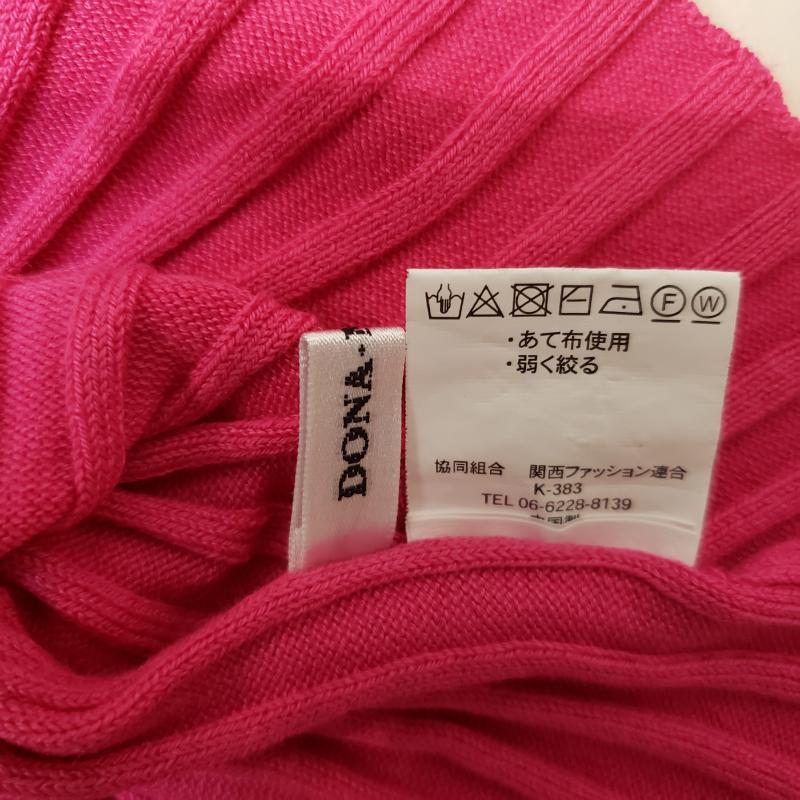 DONA-
F W
・あて布使用
・弱く絞る
協同組合 関西ファッション連合
K-383
TEL 06-6228-8139